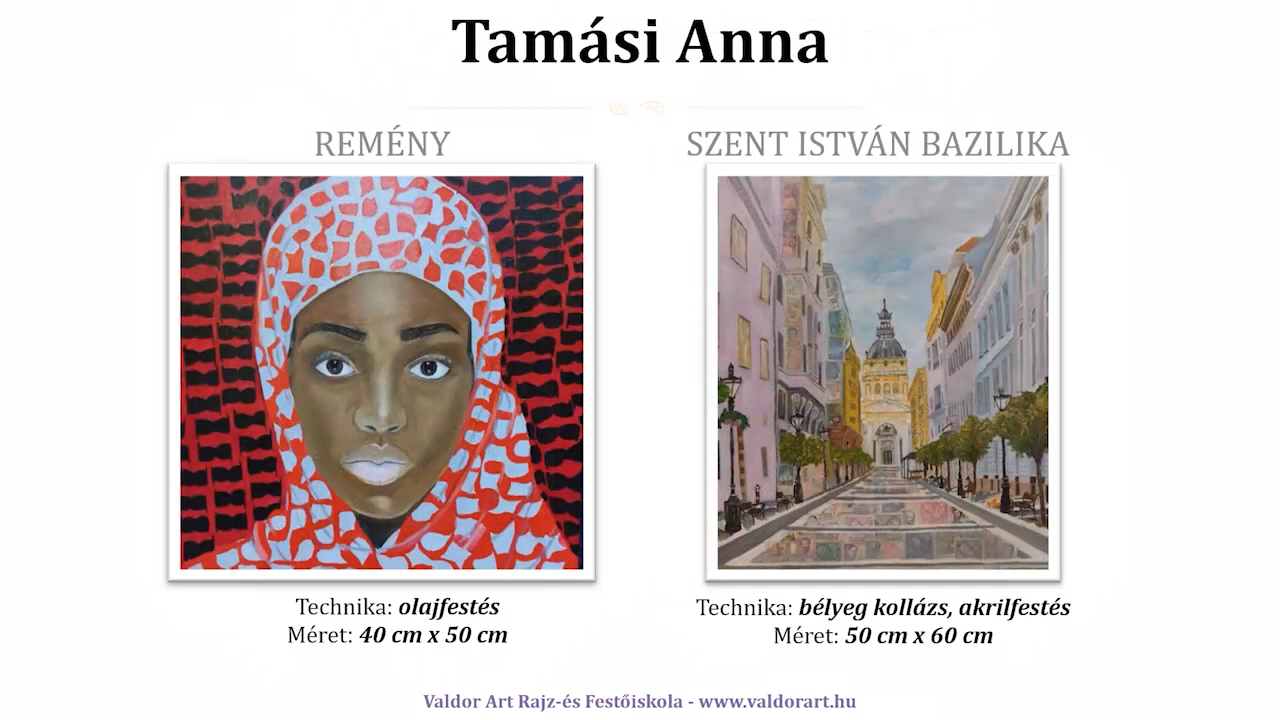 Tamási Anna
REMÉNY
SZENT ISTVÁN BAZILIKA
Technika: olajfestés
Méret: 40 cm x 50 cm
Technika: bélyeg kollázs, akrilfestés
Méret: 50 cm x 60 cm
Valdor Art Rajz-és Festőiskola - www.valdorart.hu